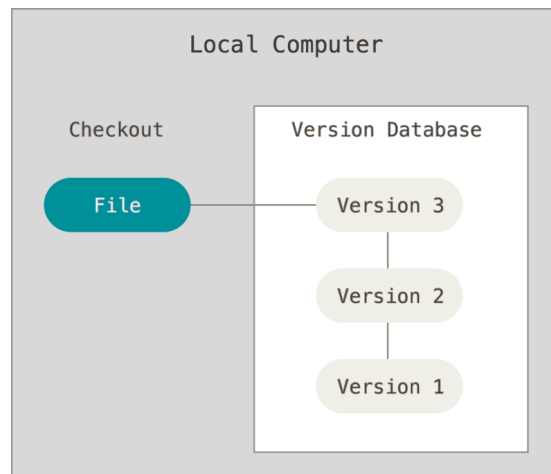 Local Computer
Checkout
Version Database
File
Version 3
Version 2
Version 1